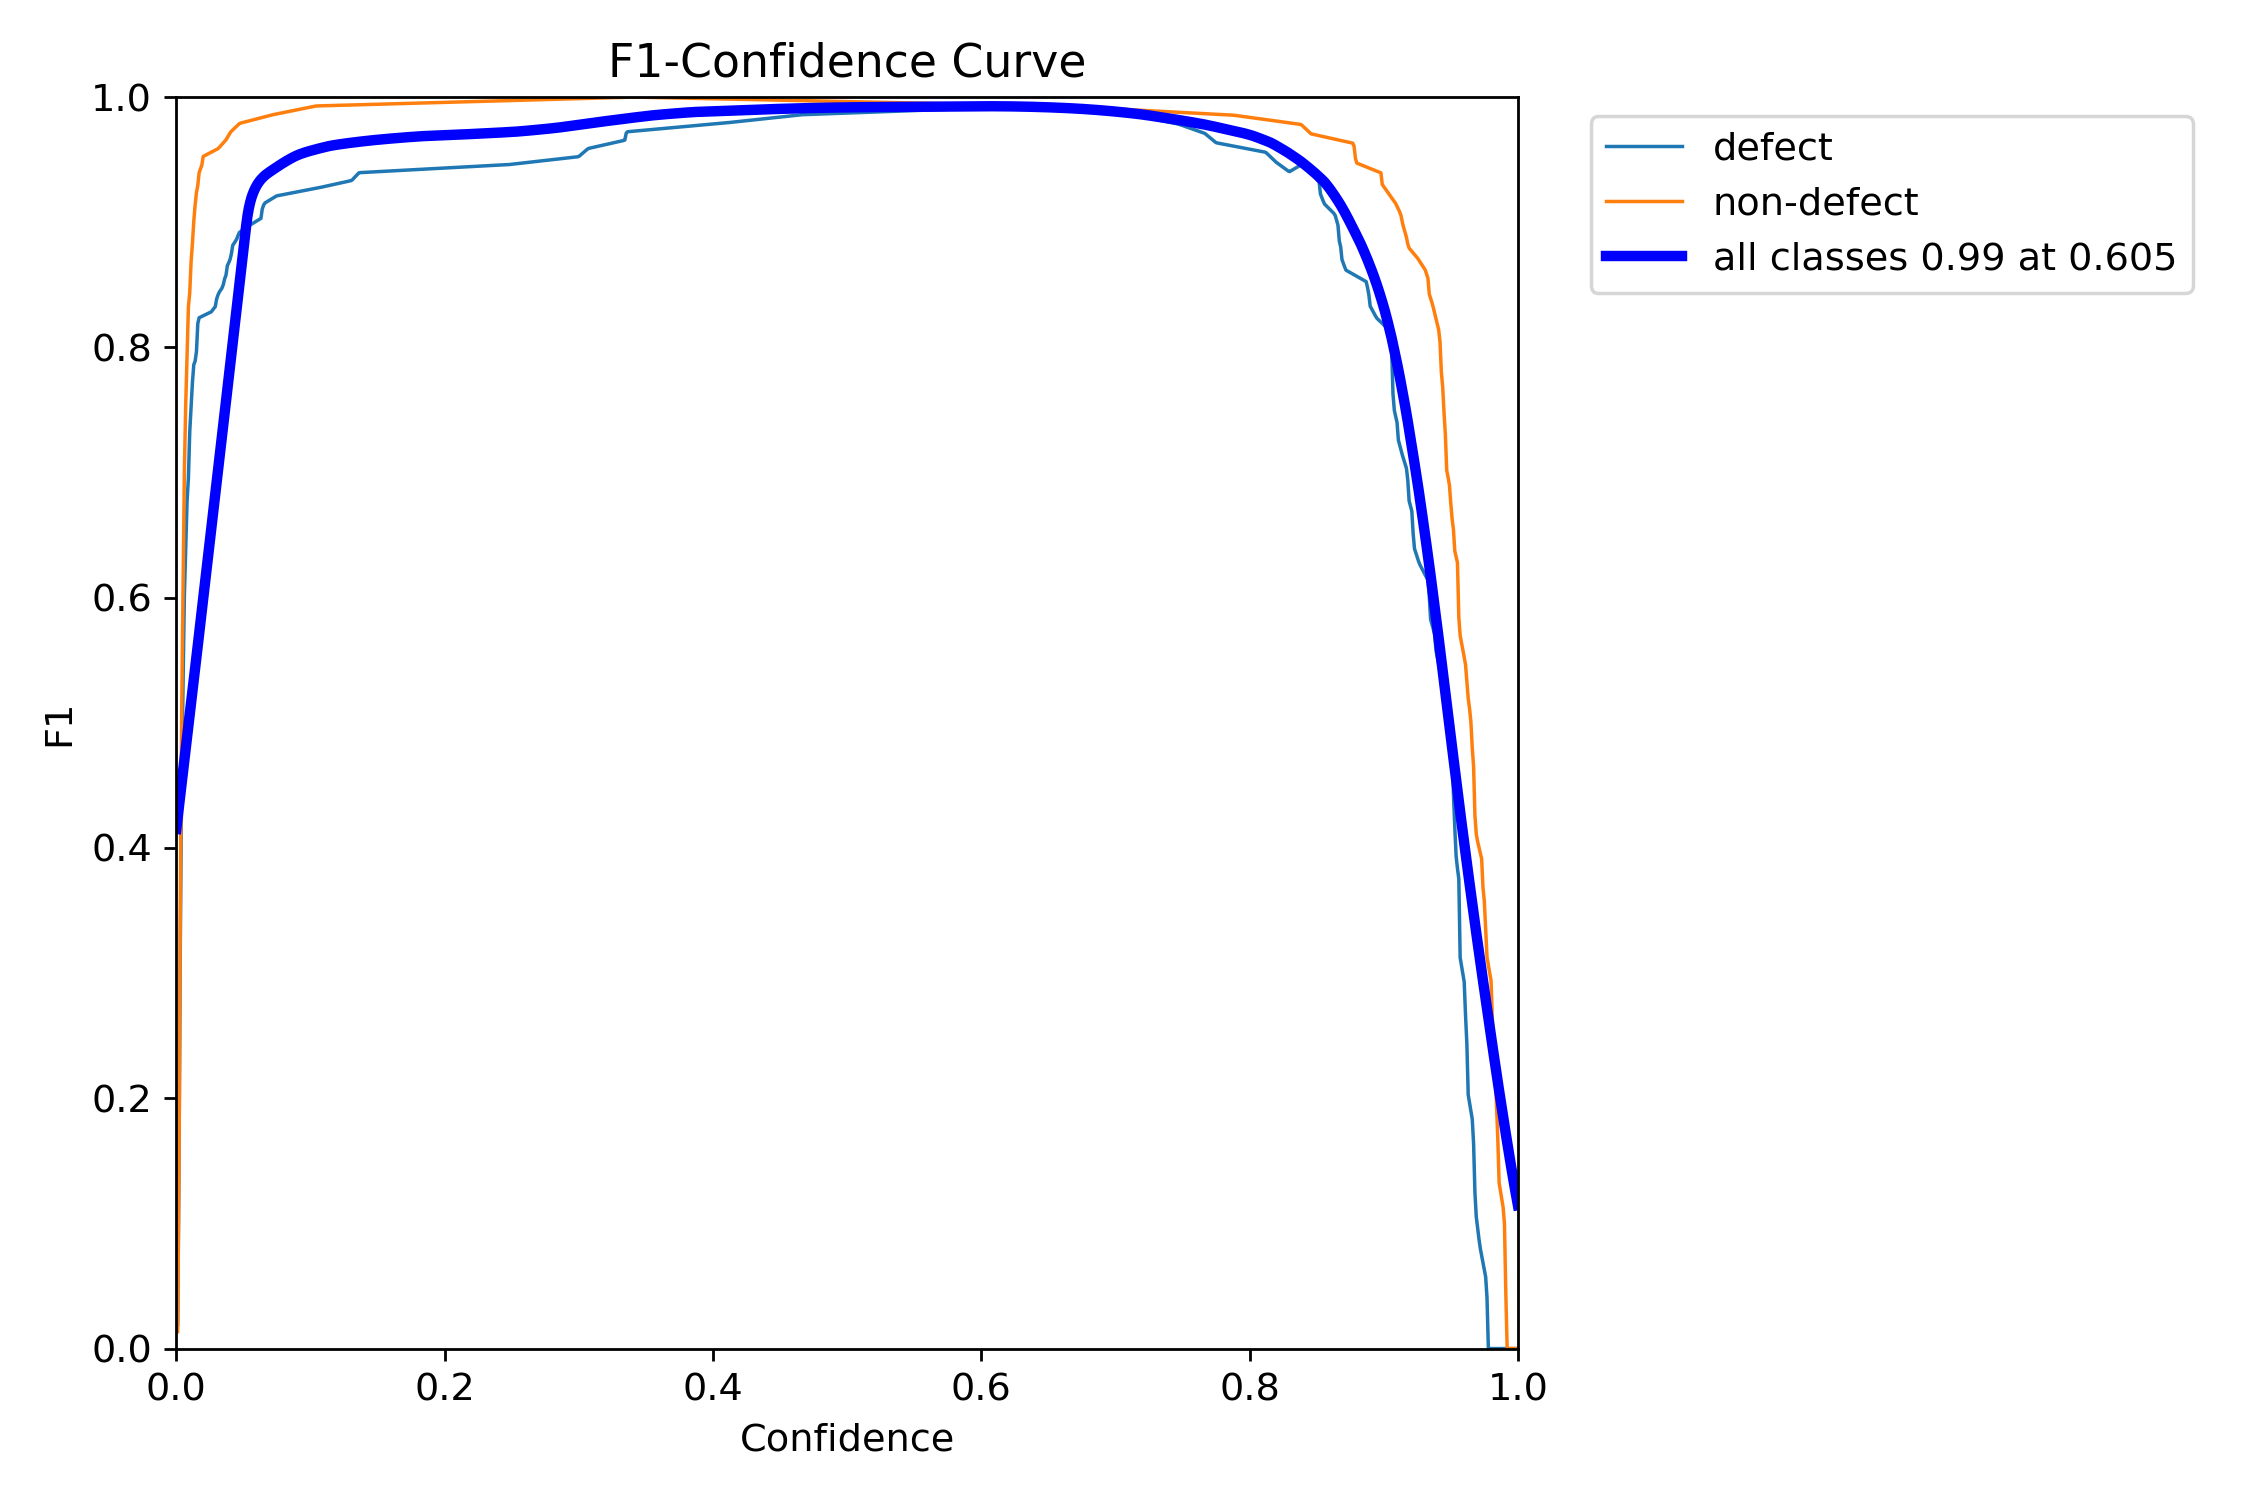 F1-Confidence Curve
1.0
0.8
0.6
0.4
0.2
0.0
F1
0.0 0.2 0.4 0.6 0.8 1.0
Confidence
defect
non-defect
all classes 0.99 at 0.605